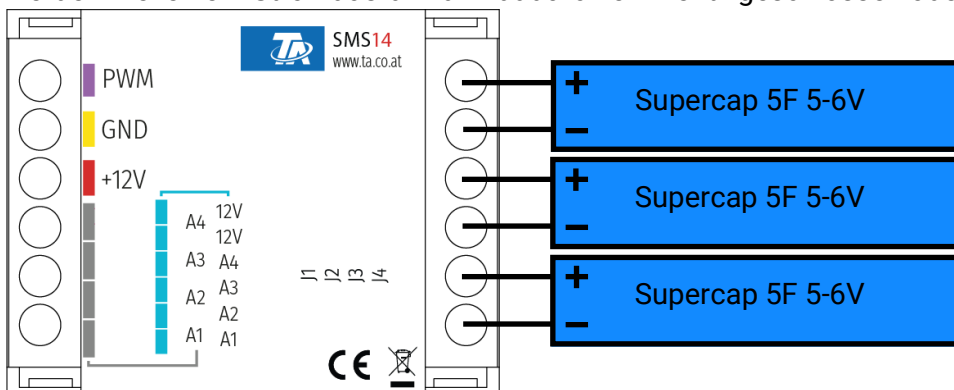 SMS14
www.ta.co.at
TA
PWM
GND
+12V
A4 12V
12V
A3 A4
A3
A2
A2
A1 A1
J1
J2
J3
J4
CE
+
Supercap 5F 5-6V
−
+
Supercap 5F 5-6V
−
+
Supercap 5F 5-6V
−